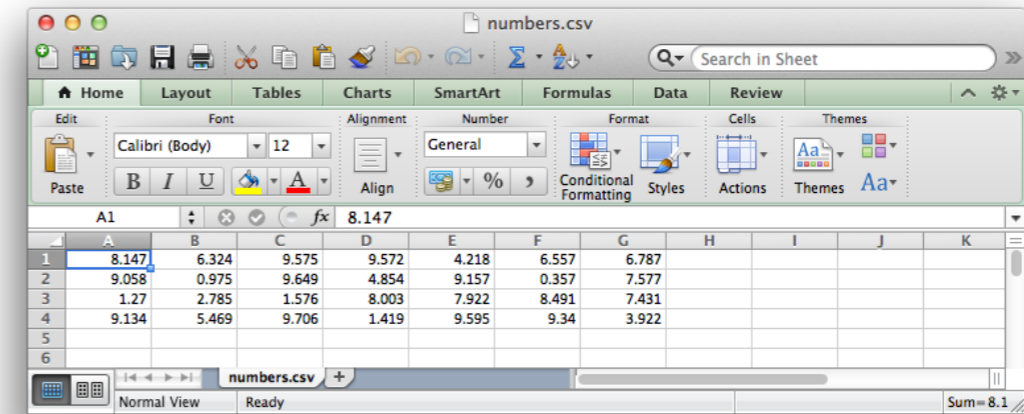 numbers.csv
Search in Sheet
Home Layout Tables Charts SmartArt Formulas Data Review
Edit Font Alignment Number Format Cells Themes
Calibri (Body) 12 General
Paste B I U A Align % , Conditional Formatting Styles Actions Themes Aa
A1 fx 8.147
A B C D E F G H I J K
1 8.147 6.324 9.575 9.572 4.218 6.557 6.787
2 9.058 0.975 9.649 4.854 9.157 0.357 7.577
3 1.27 2.785 1.576 8.003 7.922 8.491 7.431
4 9.134 5.469 9.706 1.419 9.595 9.34 3.922
5
6
numbers.csv
Normal View Ready Sum=8.1